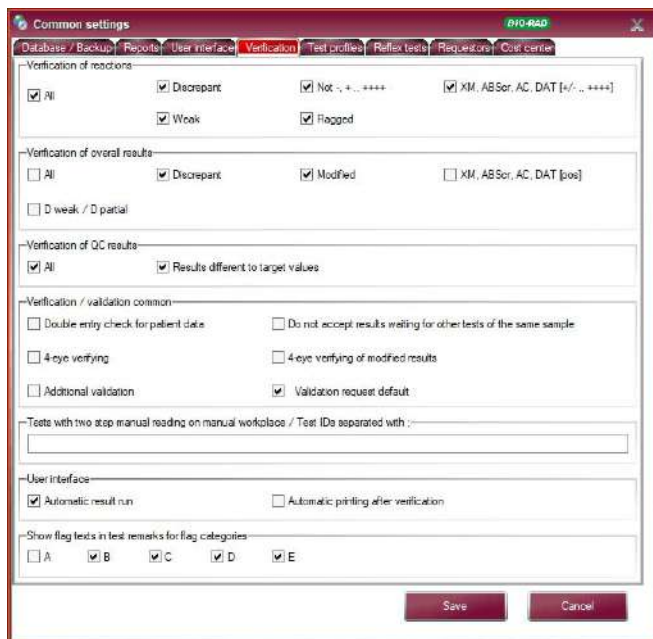 Common settings BIO-RAD
Database / Backup Reports User interface Verification Test profiles Reflex tests Requestors Cost center
Verification of reactions
All Discrepant Not -, + .. ++++ XM, ABScr, AC, DAT [+/- .. ++++]
Weak Flagged
Verification of overall results
All Discrepant Modified XM, ABScr, AC, DAT [pos]
D weak / D partial
Verification of QC results
All Results different to target values
Verification / validation common
Double entry check for patient data Do not accept results waiting for other tests of the same sample
4-eye verifying 4-eye verifying of modified results
Additional validation Validation request default
Tests with two step manual reading on manual workplace / Test IDs separated with ;
User interface
Automatic result run Automatic printing after verification
Show flag texts in test remarks for flag categories
A B C D E
Save Cancel